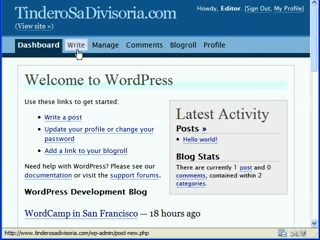 TinderoSaDivisoria.com
(View site »)
Howdy, Editor. [Sign Out, My Profile]
Dashboard Write Manage Comments Blogroll Profile
Welcome to WordPress
Use these links to get started:
• Write a post
• Update your profile or change your
password
• Add a link to your blogroll
Need help with WordPress? Please see our
documentation or visit the support forums.
WordPress Development Blog
WordCamp in San Francisco — 18 hours ago
Latest Activity
Posts »
• Hello world!
Blog Stats
There are currently 1 post and 0
comments, contained within 2
categories.
http://www.tinderosadivisoria.com/wp-admin/post-new.php